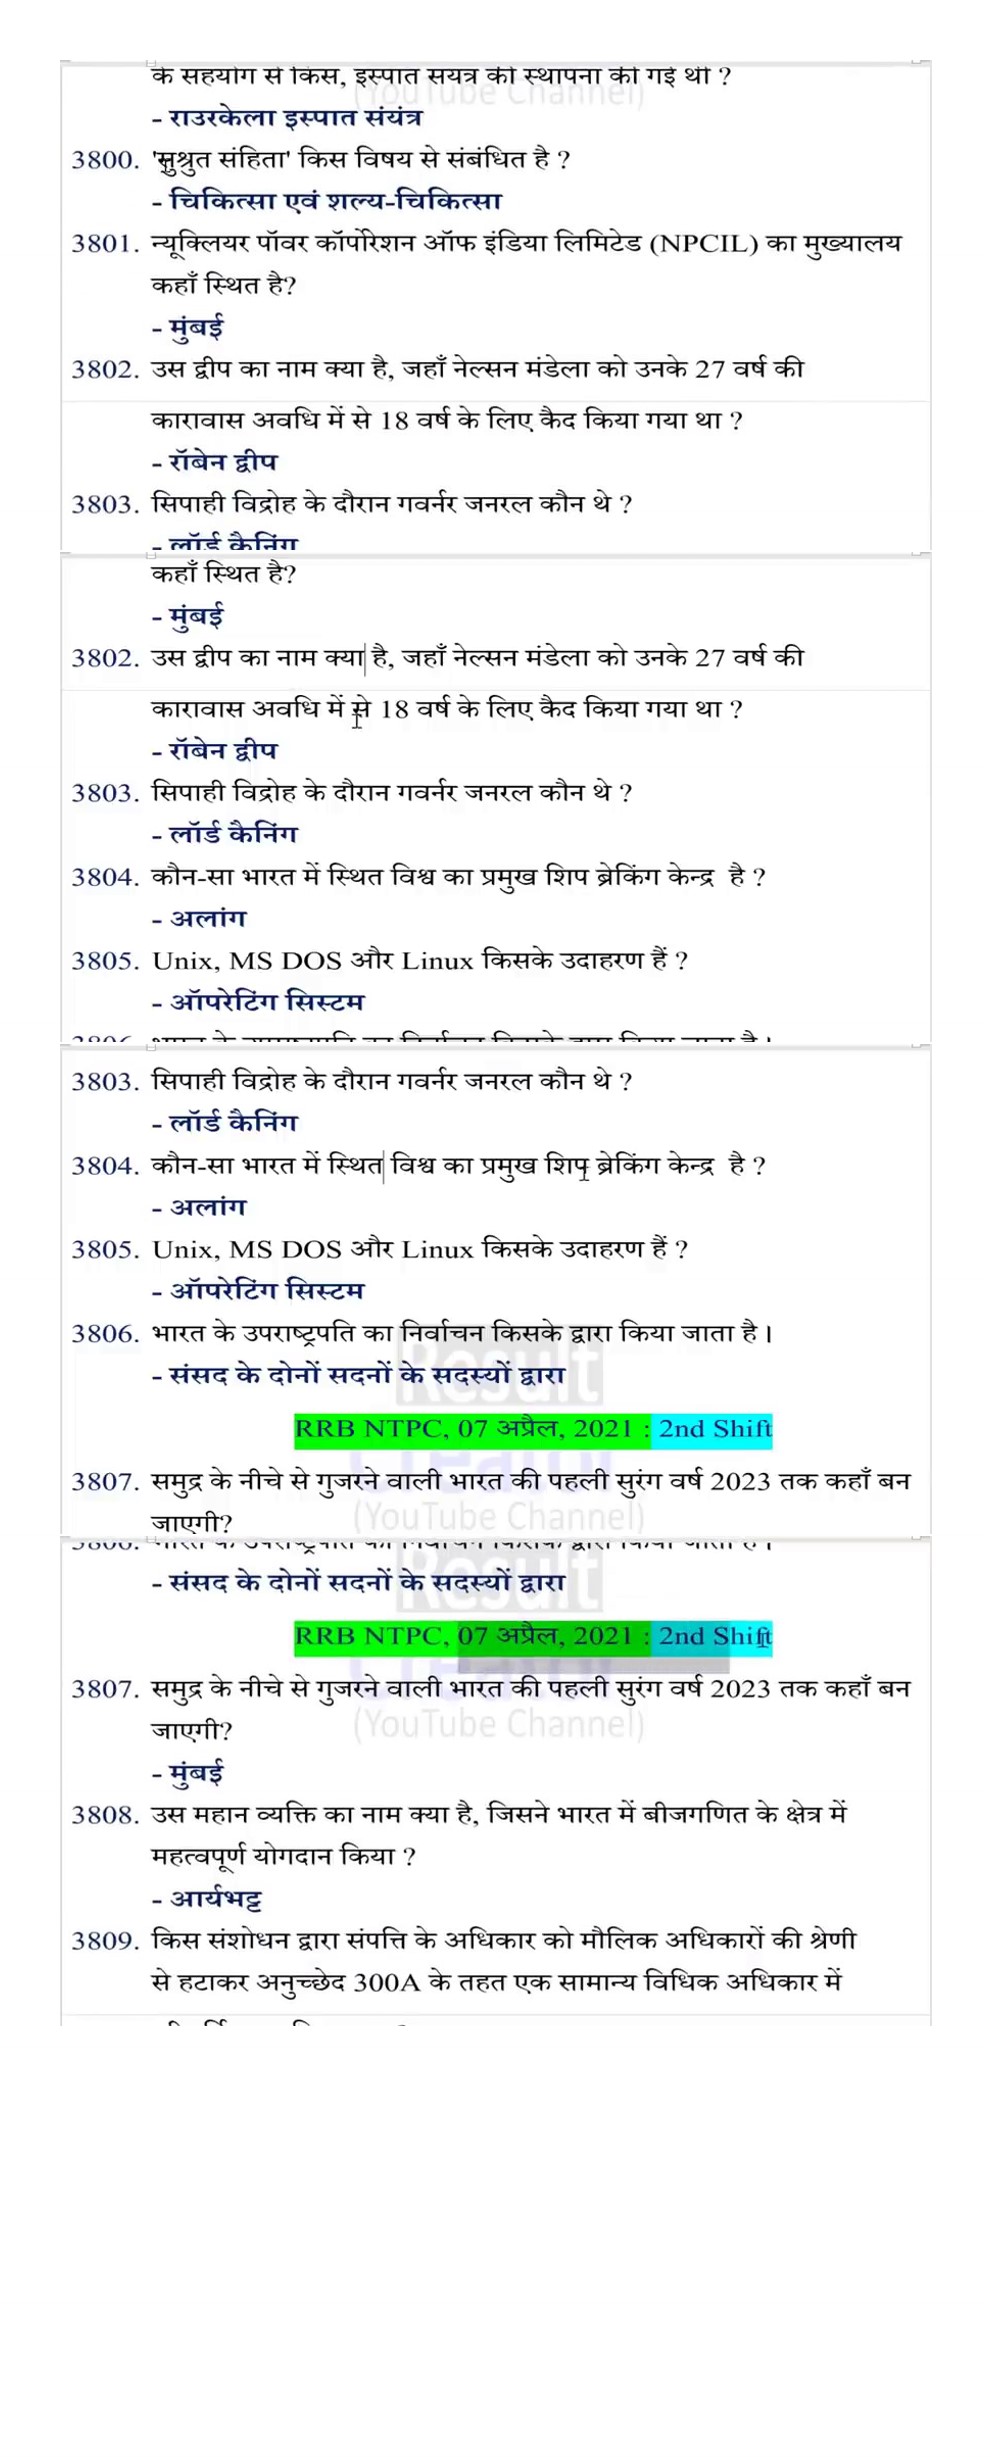 के सहयोग से किस, इस्पात संयंत्र की स्थापना की गई थी ?
(YouTube Channel)
- राउरकेला इस्पात संयंत्र
3800. 'सुश्रुत संहिता' किस विषय से संबंधित है ?
- चिकित्सा एवं शल्य-चिकित्सा
3801. न्यूक्लियर पॉवर कॉर्पोरेशन ऑफ इंडिया लिमिटेड (NPCIL) का मुख्यालय
कहाँ स्थित है?
- मुंबई
3802. उस द्वीप का नाम क्या है, जहाँ नेल्सन मंडेला को उनके 27 वर्ष की
कारावास अवधि में से 18 वर्ष के लिए कैद किया गया था ?
- रॉबेन द्वीप
3803. सिपाही विद्रोह के दौरान गवर्नर जनरल कौन थे ?
- लॉर्ड कैनिंग
कहाँ स्थित है?
- मुंबई
3802. उस द्वीप का नाम क्या है, जहाँ नेल्सन मंडेला को उनके 27 वर्ष की
कारावास अवधि में से 18 वर्ष के लिए कैद किया गया था ?
- रॉबेन द्वीप
3803. सिपाही विद्रोह के दौरान गवर्नर जनरल कौन थे ?
- लॉर्ड कैनिंग
3804. कौन-सा भारत में स्थित विश्व का प्रमुख शिप ब्रेकिंग केन्द्र है ?
- अलांग
3805. Unix, MS DOS और Linux किसके उदाहरण हैं ?
- ऑपरेटिंग सिस्टम
3803. सिपाही विद्रोह के दौरान गवर्नर जनरल कौन थे ?
- लॉर्ड कैनिंग
3804. कौन-सा भारत में स्थित विश्व का प्रमुख शिप ब्रेकिंग केन्द्र है ?
- अलांग
3805. Unix, MS DOS और Linux किसके उदाहरण हैं ?
- ऑपरेटिंग सिस्टम
3806. भारत के उपराष्ट्रपति का निर्वाचन किसके द्वारा किया जाता है।
Result
- संसद के दोनों सदनों के सदस्यों द्वारा
RRB NTPC, 07 अप्रैल, 2021 : 2nd Shift
3807. समुद्र के नीचे से गुजरने वाली भारत की पहली सुरंग वर्ष 2023 तक कहाँ बन
(YouTube Channel)
जाएगी?
- संसद के दोनों सदनों के सदस्यों द्वारा
Result
RRB NTPC, 07 अप्रैल, 2021 : 2nd Shift
3807. समुद्र के नीचे से गुजरने वाली भारत की पहली सुरंग वर्ष 2023 तक कहाँ बन
(YouTube Channel)
जाएगी?
- मुंबई
3808. उस महान व्यक्ति का नाम क्या है, जिसने भारत में बीजगणित के क्षेत्र में
महत्वपूर्ण योगदान किया ?
- आर्यभट्ट
3809. किस संशोधन द्वारा संपत्ति के अधिकार को मौलिक अधिकारों की श्रेणी
से हटाकर अनुच्छेद 300A के तहत एक सामान्य विधिक अधिकार में